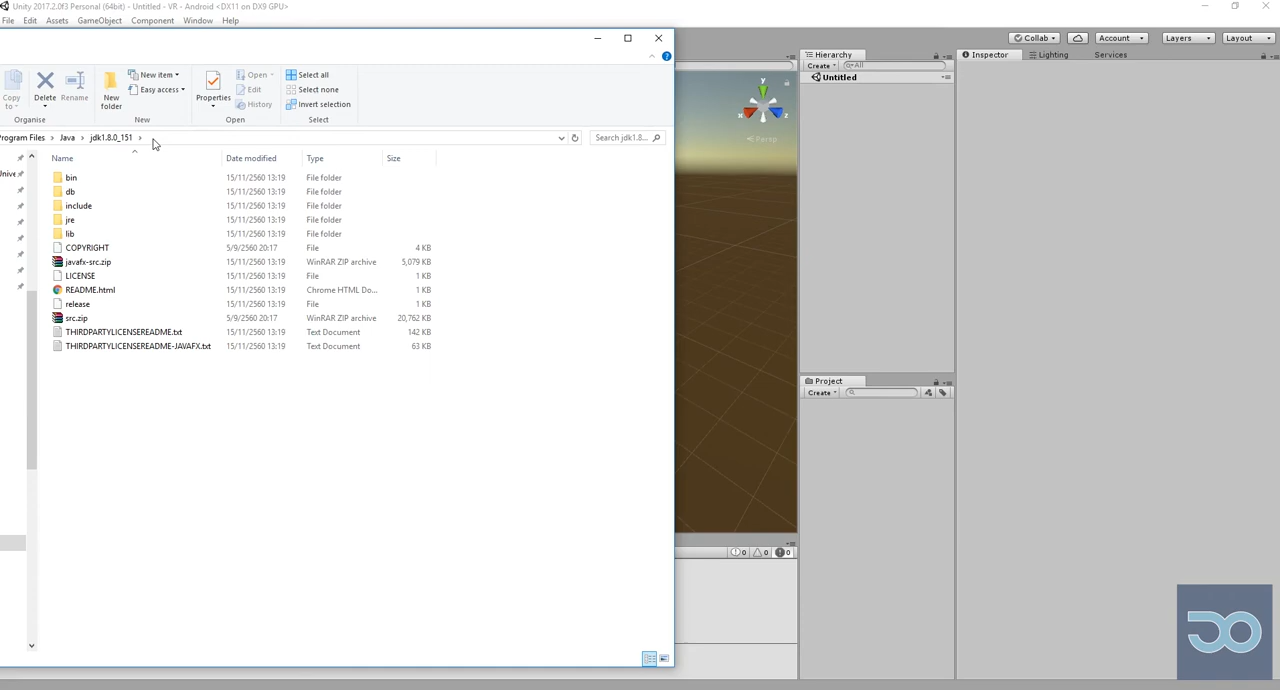 Unity 2017.2.0f3 Personal (64bit) - Untitled - VR - Android <DX11 on DX9 GPU>
File Edit Assets GameObject Component Window Help
Collab Account Layers Layout
Hierarchy Inspector Lighting Services
Create All
Untitled
New item Open Select all
Easy access Edit Select none
History Invert selection
Copy to Delete Rename New folder Properties
Organise New Open Select
Program Files Java jdk1.8.0_151 Search jdk1.8...
Name Date modified Type Size
bin 15/11/2560 13:19 File folder
db 15/11/2560 13:19 File folder
include 15/11/2560 13:19 File folder
jre 15/11/2560 13:19 File folder
lib 15/11/2560 13:19 File folder
COPYRIGHT 5/9/2560 20:17 File 4 KB
javafx-src.zip 15/11/2560 13:19 WinRAR ZIP archive 5,079 KB
LICENSE 15/11/2560 13:19 File 1 KB
README.html 15/11/2560 13:19 Chrome HTML Do... 1 KB
release 15/11/2560 13:19 File 1 KB
src.zip 5/9/2560 20:17 WinRAR ZIP archive 20,762 KB
THIRDPARTYLICENSEREADME.txt 15/11/2560 13:19 Text Document 142 KB
THIRDPARTYLICENSEREADME-JAVAFX.txt 15/11/2560 13:19 Text Document 63 KB
y
x z
Persp
Project
Create
0 0 0